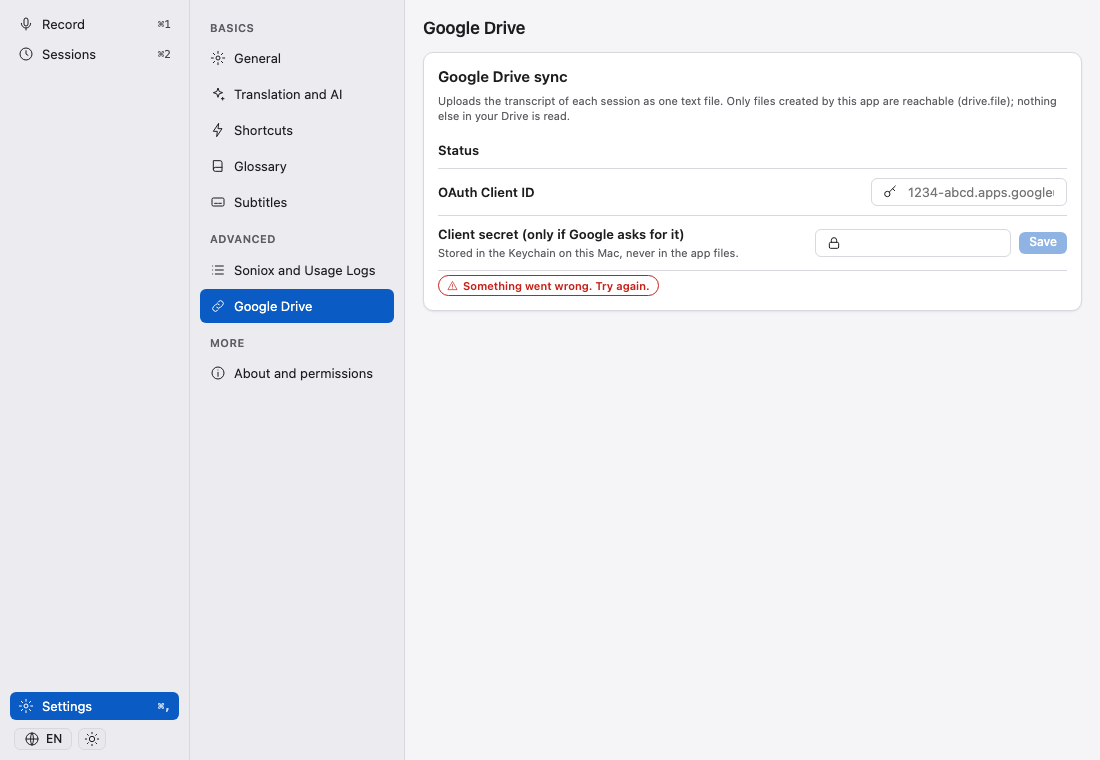 Record ⌘1
Sessions ⌘2
Settings ⌘,
EN
BASICS
General
Translation and AI
Shortcuts
Glossary
Subtitles
ADVANCED
Soniox and Usage Logs
Google Drive
MORE
About and permissions
Google Drive
Google Drive sync
Uploads the transcript of each session as one text file. Only files created by this app are reachable (drive.file); nothing
else in your Drive is read.
Status
OAuth Client ID
1234-abcd.apps.google
Client secret (only if Google asks for it)
Stored in the Keychain on this Mac, never in the app files.
Save
Something went wrong. Try again.